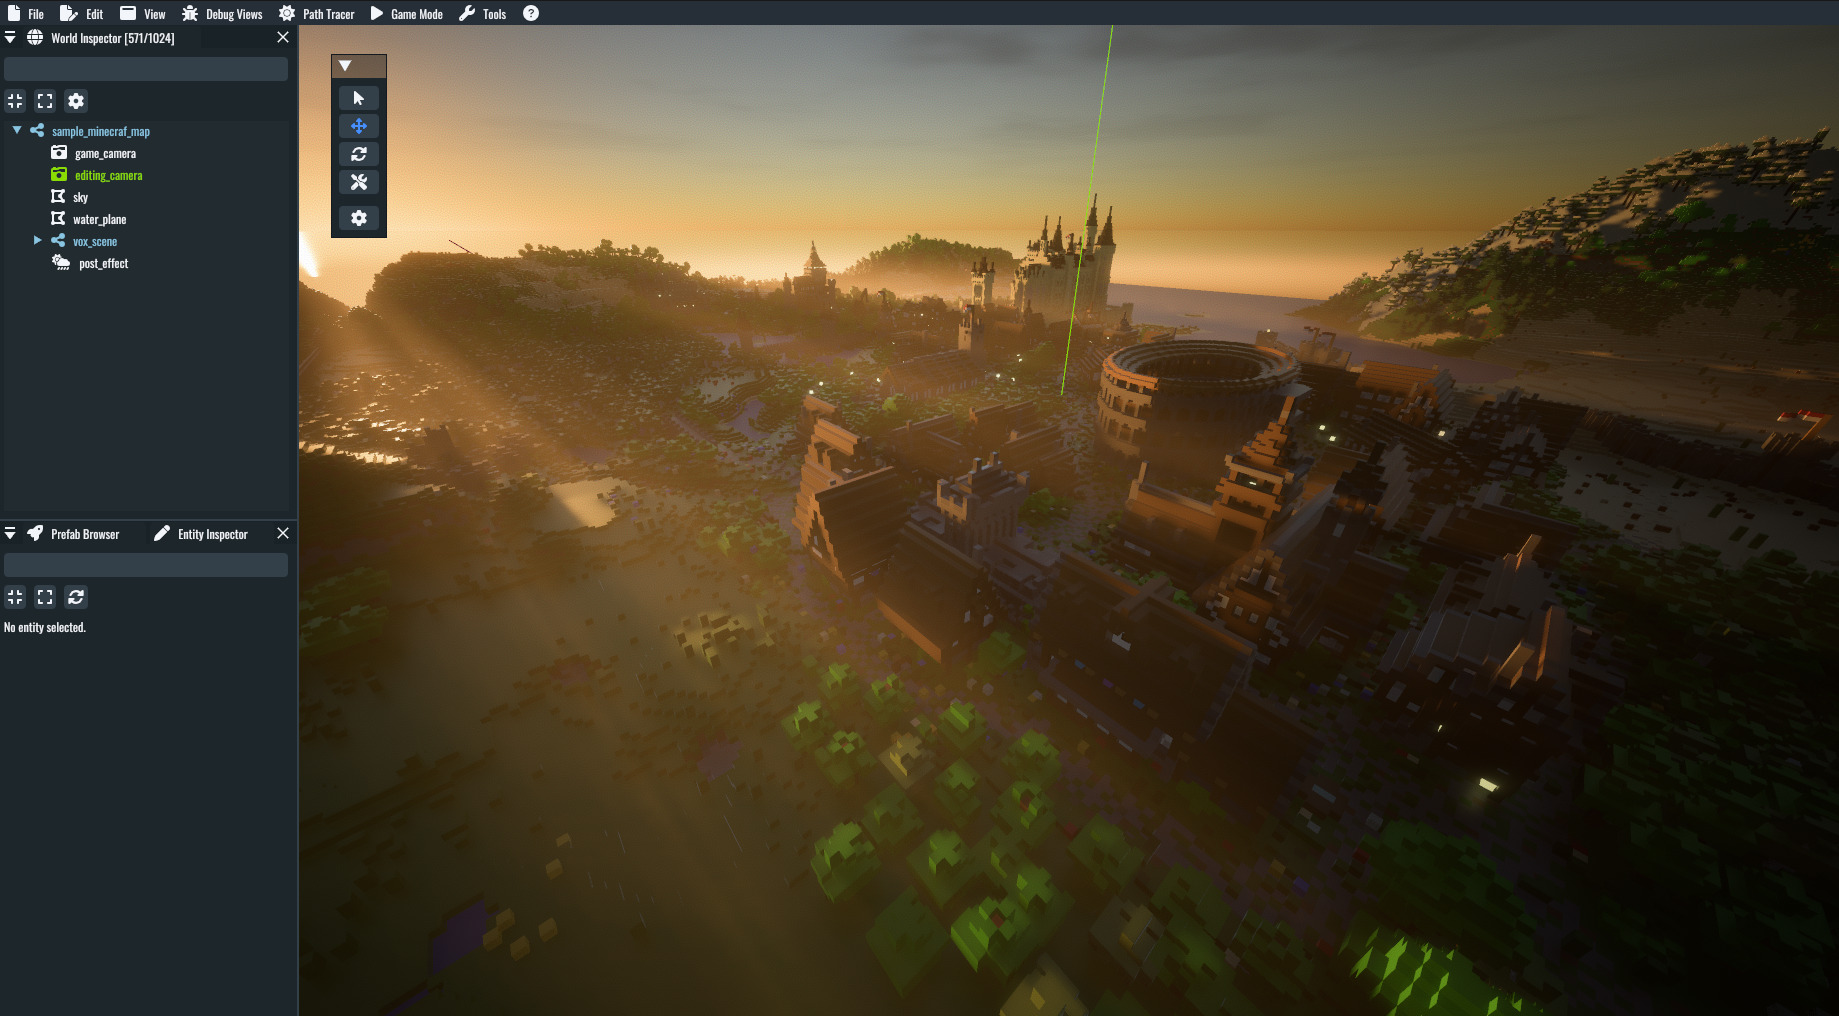 File Edit View Debug Views Path Tracer Game Mode Tools ?
World Inspector [571/1024]
sample_minecraf_map
game_camera
editing_camera
sky
water_plane
vox_scene
post_effect
Prefab Browser Entity Inspector
No entity selected.